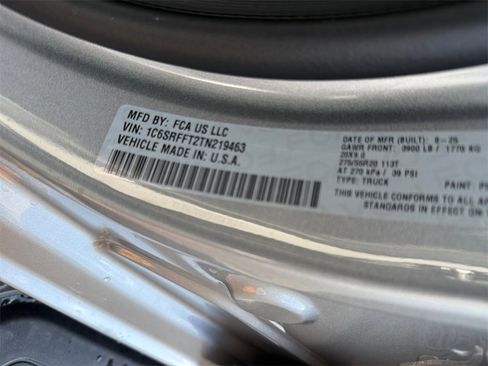 MFD BY: FCA US LLC
VIN: 1C6SRFFT2TN219463
VEHICLE MADE IN: U.S.A.
DATE OF MFR (BUILT): 8-25
GAWR FRONT: 3900 LB / 1770 KG
20X9.0
275/55R20 113T
AT 270 kPa / 39 PSI
TYPE: TRUCK
PAINT:
THIS VEHICLE CONFORMS TO ALL AP
STANDARDS IN EFFECT ON